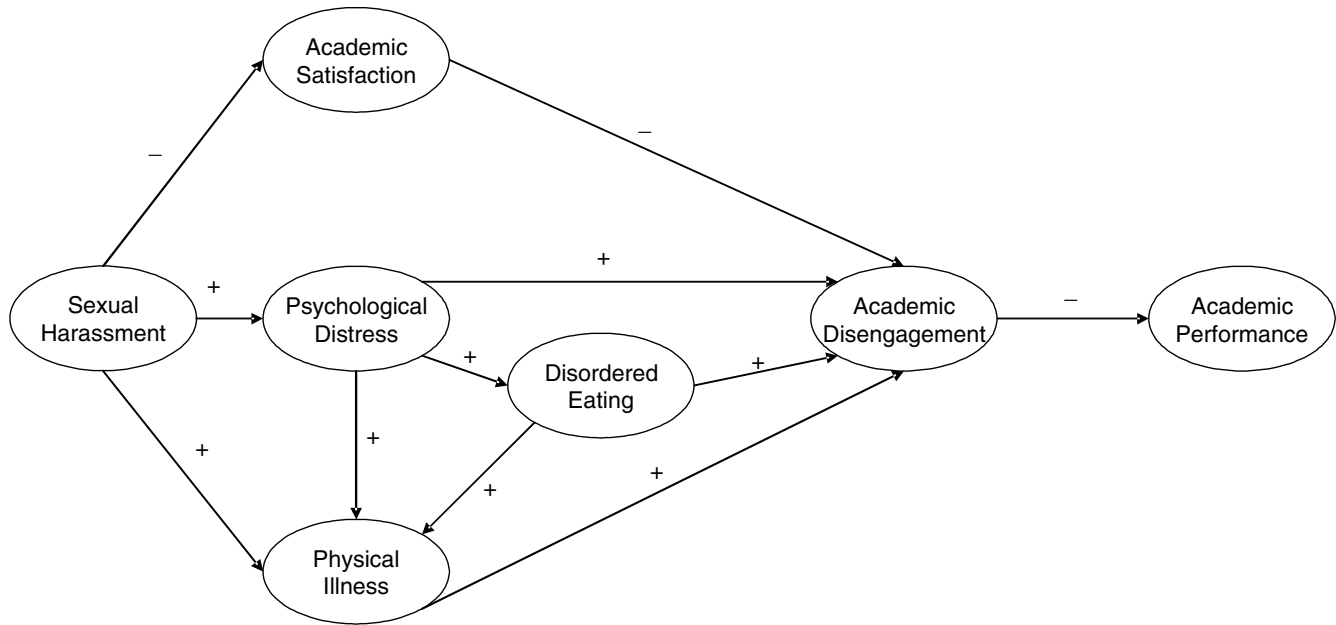 Academic
Satisfaction
–
–
+
Sexual
Harassment
+
Psychological
Distress
Academic
Disengagement
–
Academic
Performance
+
Disordered
Eating
+
+
+
+
+
Physical
Illness